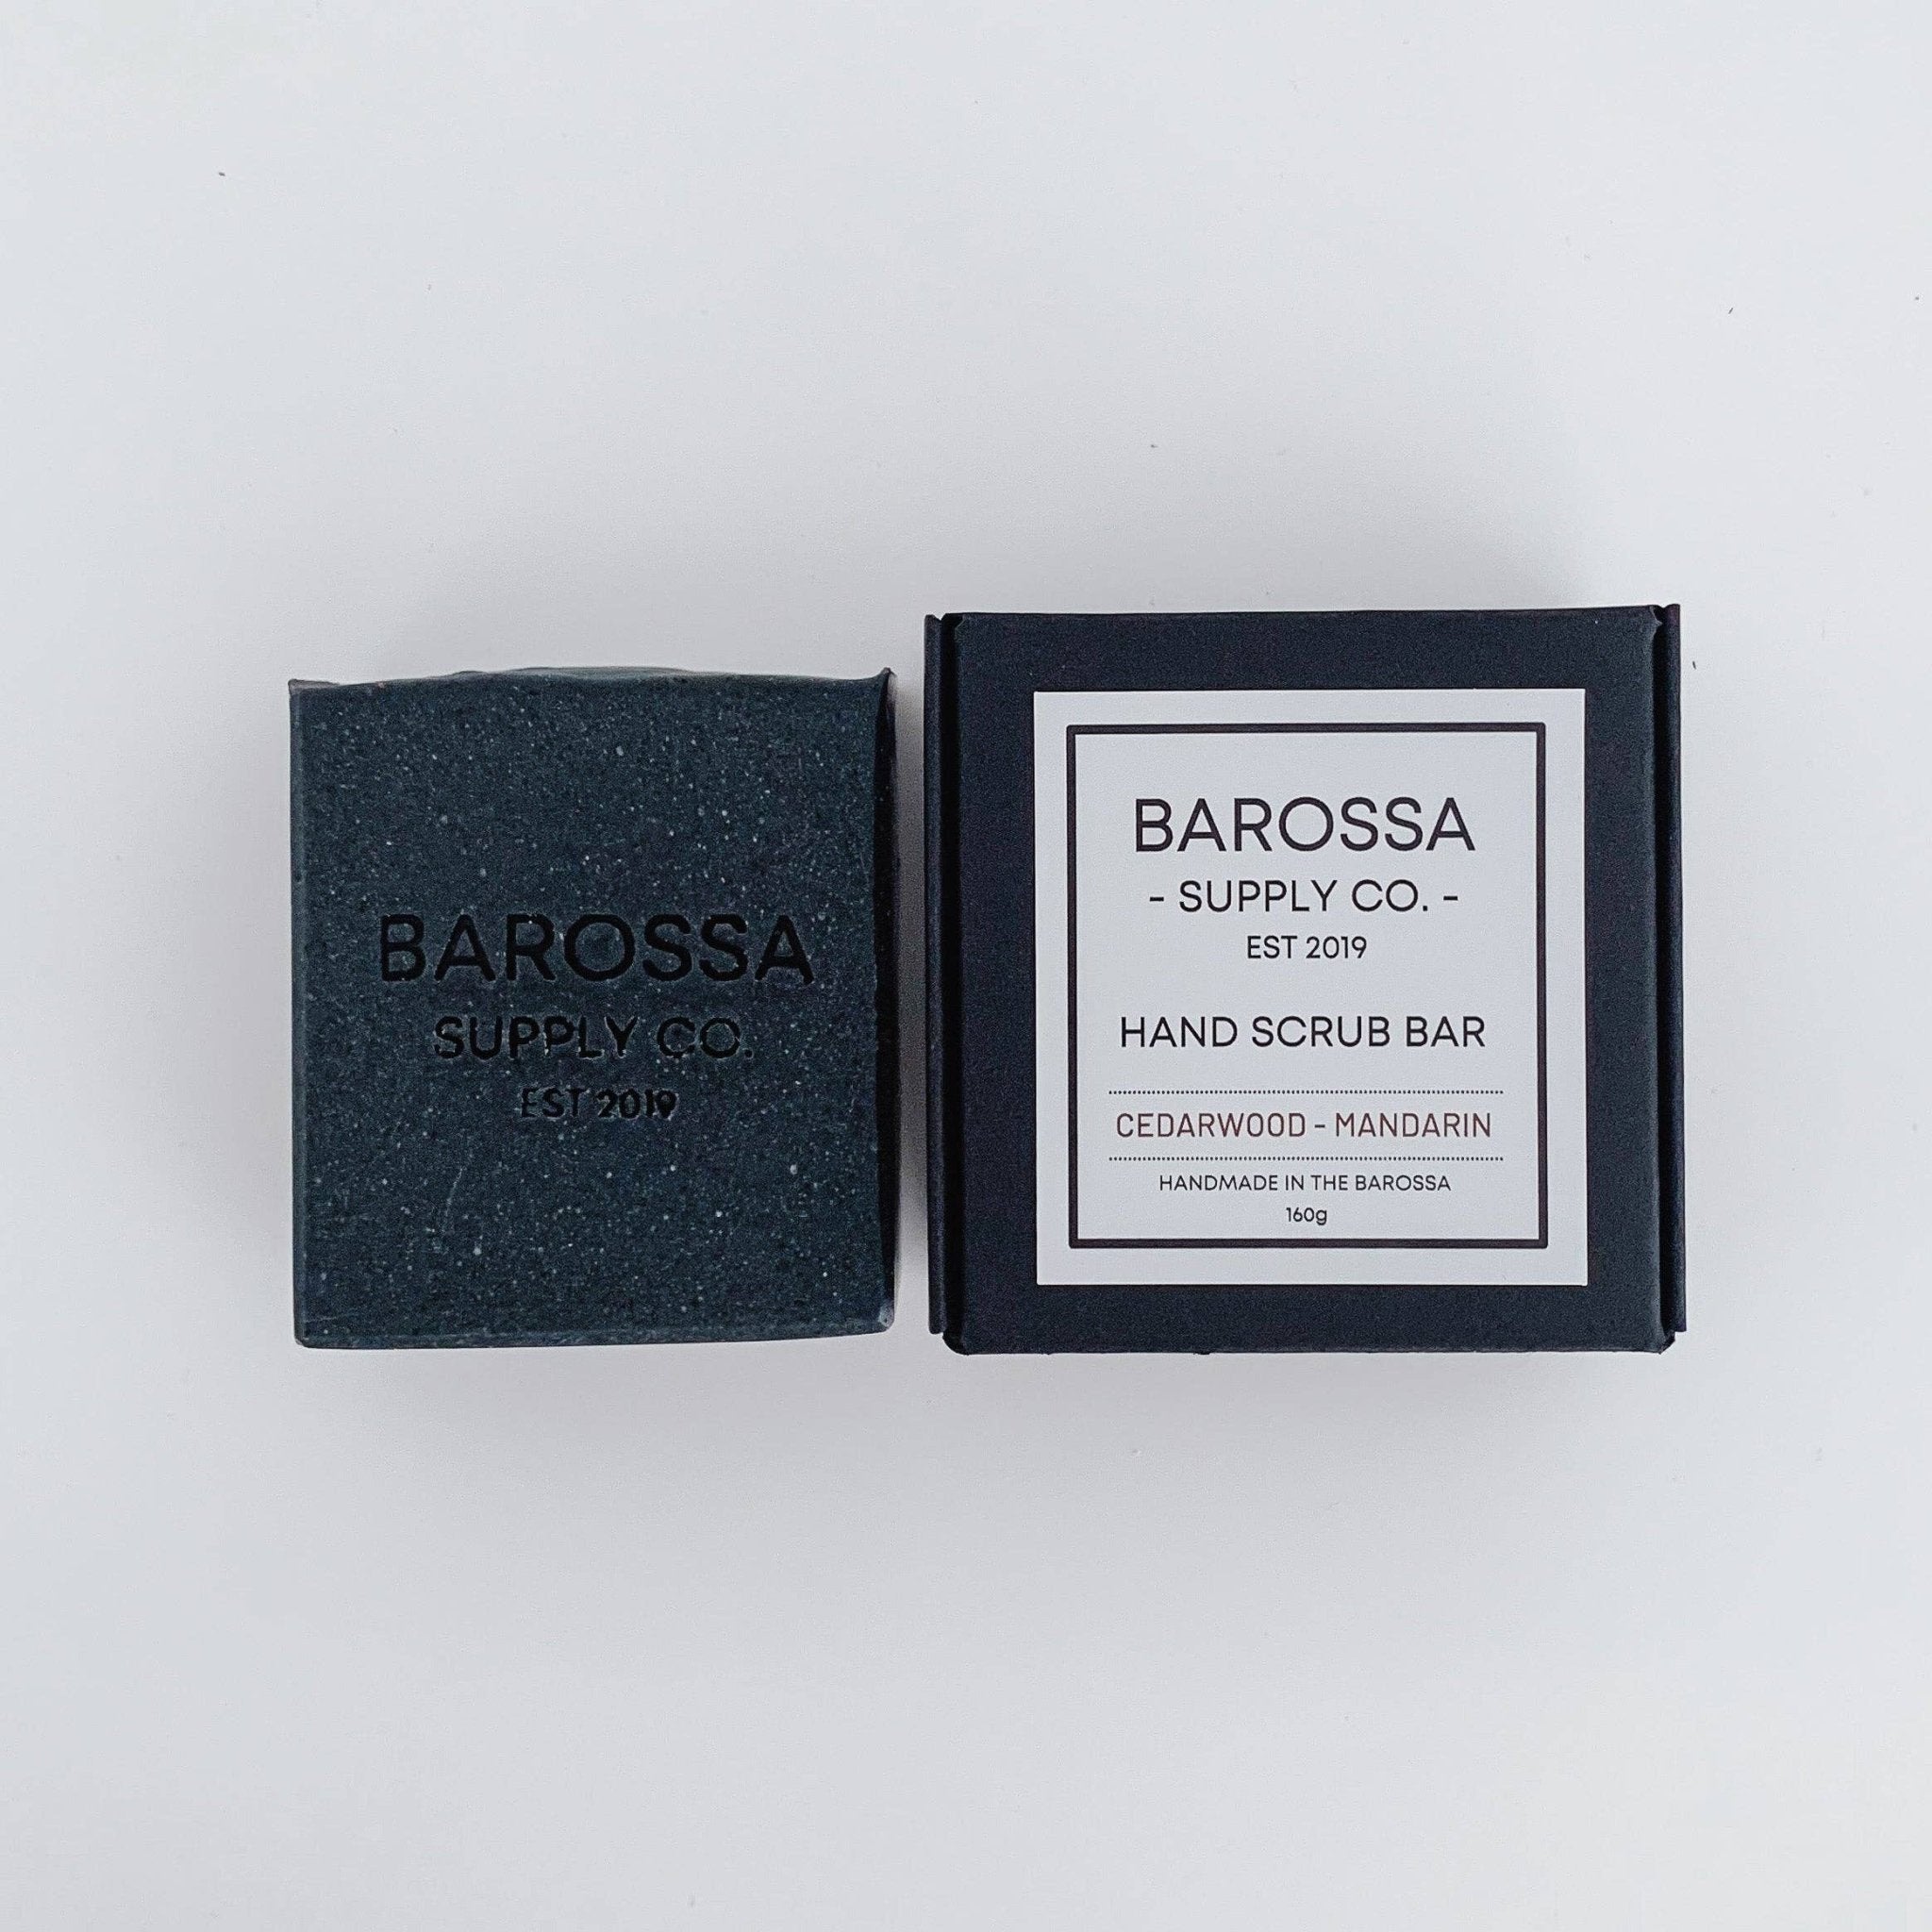 BAROSSA
SUPPLY CO.
EST 2019
BAROSSA
- SUPPLY CO. -
EST 2019
HAND SCRUB BAR
CEDARWOOD - MANDARIN
HANDMADE IN THE BAROSSA
160g